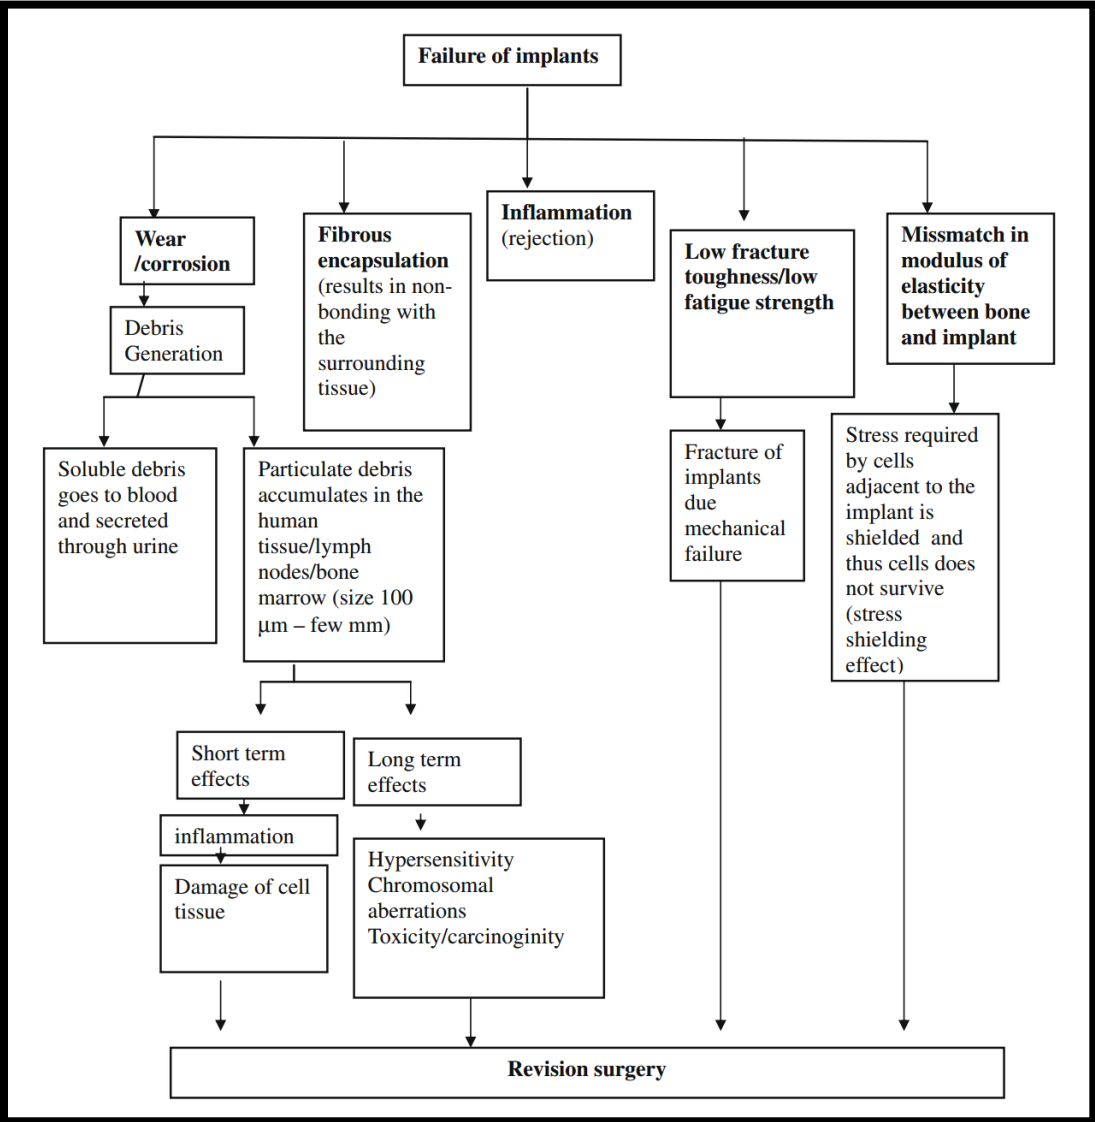 Failure of implants
Wear
/corrosion
Fibrous
encapsulation
(results in non-
bonding with
the
surrounding
tissue)
Inflammation
(rejection)
Low fracture
toughness/low
fatigue strength
Missmatch in
modulus of
elasticity
between bone
and implant
Debris
Generation
Soluble debris
goes to blood
and secreted
through urine
Particulate debris
accumulates in the
human
tissue/lymph
nodes/bone
marrow (size 100
μm – few mm)
Fracture of
implants
due
mechanical
failure
Stress required
by cells
adjacent to the
implant is
shielded and
thus cells does
not survive
(stress
shielding
effect)
Short term
effects
Long term
effects
inflammation
Damage of cell
tissue
Hypersensitivity
Chromosomal
aberrations
Toxicity/carcinoginity
Revision surgery